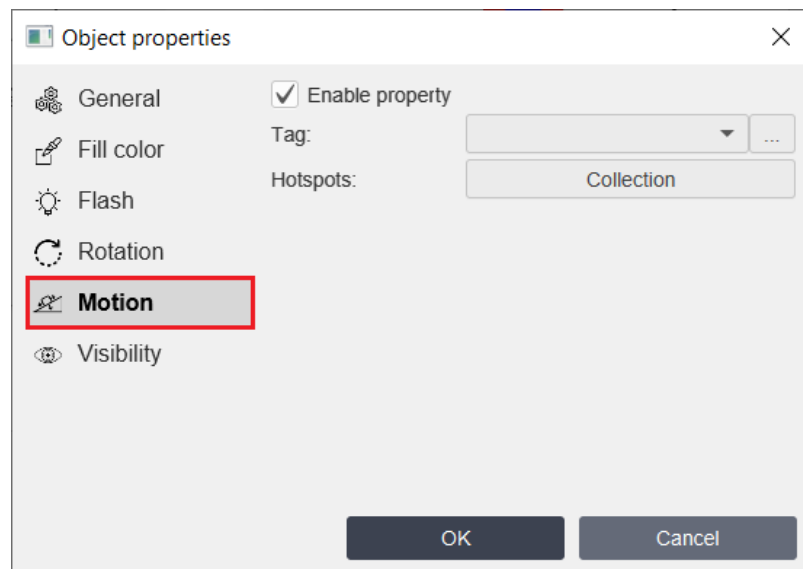 Object properties
General
Fill color
Flash
Rotation
Motion
Visibility
Enable property
Tag:
...
Hotspots:
Collection
OK
Cancel